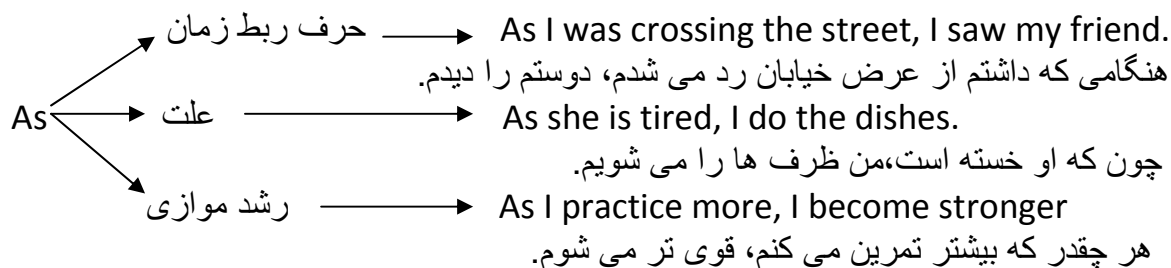 حرف ربط زمان As I was crossing the street, I saw my friend.
هنگامی که داشتم از عرض خیابان رد می شدم، دوستم را دیدم.
As علت As she is tired, I do the dishes.
چون که او خسته است،من ظرف ها را می شویم.
رشد موازی As I practice more, I become stronger
هر چقدر که بیشتر تمرین می کنم، قوی تر می شوم.